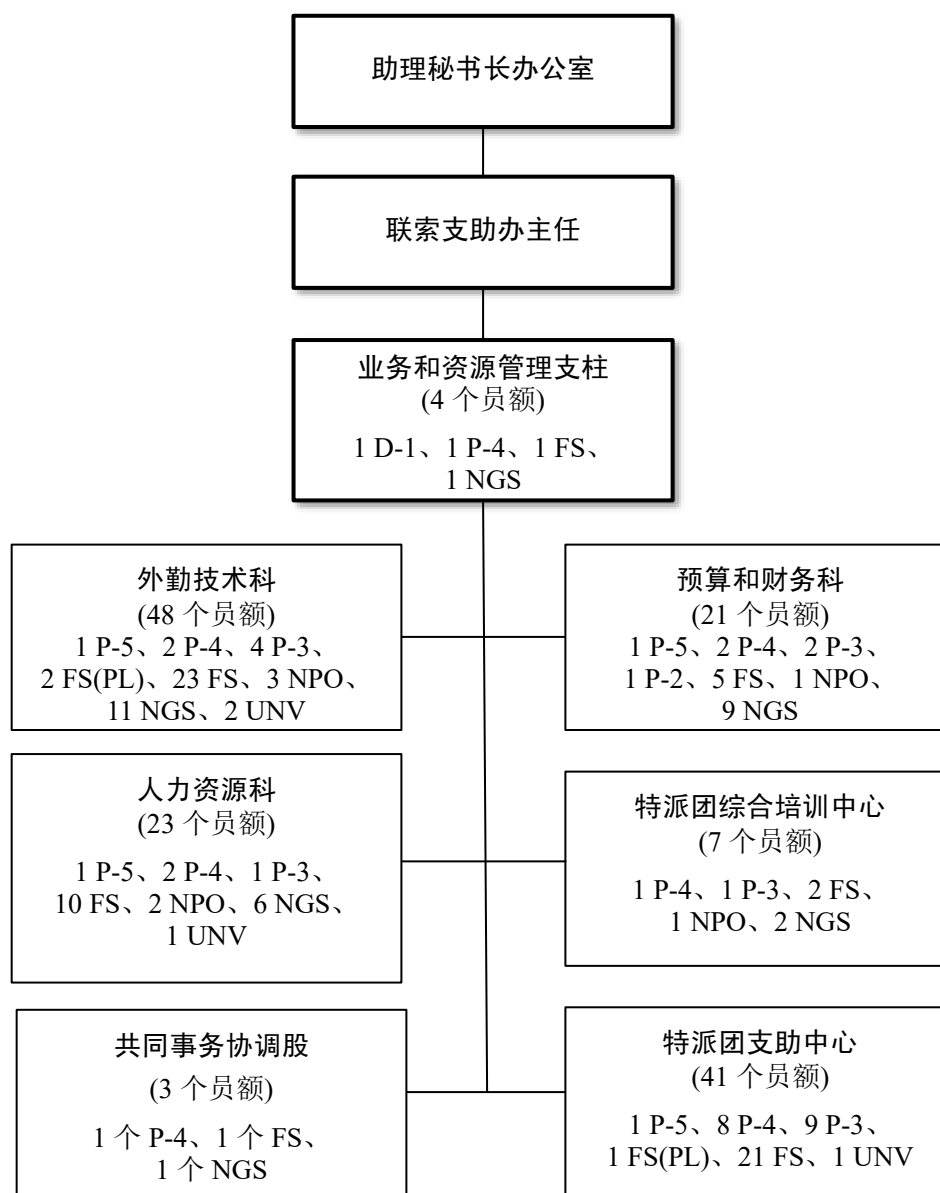 助理秘书长办公室
联索支助办主任
业务和资源管理支柱
(4 个员额)
1 D-1、1 P-4、1 FS、
1 NGS
外勤技术科
(48 个员额)
1 P-5、2 P-4、4 P-3、
2 FS(PL)、23 FS、3 NPO、
11 NGS、2 UNV
预算和财务科
(21 个员额)
1 P-5、2 P-4、2 P-3、
1 P-2、5 FS、1 NPO、
9 NGS
人力资源科
(23 个员额)
1 P-5、2 P-4、1 P-3、
10 FS、2 NPO、6 NGS、
1 UNV
特派团综合培训中心
(7 个员额)
1 P-4、1 P-3、2 FS、
1 NPO、2 NGS
共同事务协调股
(3 个员额)
1 个 P-4、1 个 FS、
1 个 NGS
特派团支助中心
(41 个员额)
1 P-5、8 P-4、9 P-3、
1 FS(PL)、21 FS、1 UNV